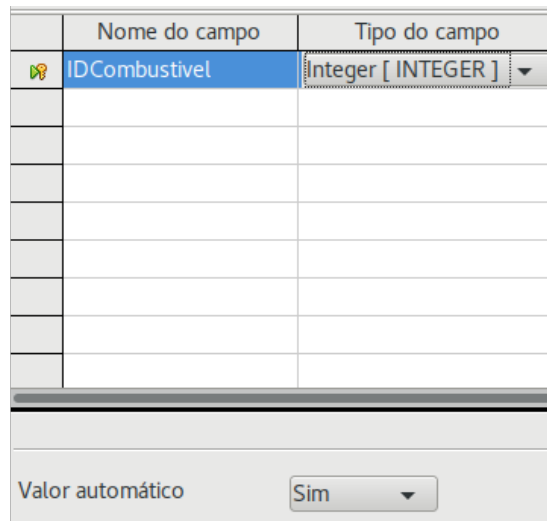 Nome do campo Tipo do campo
IDCombustivel Integer [ INTEGER ]
Valor automático Sim